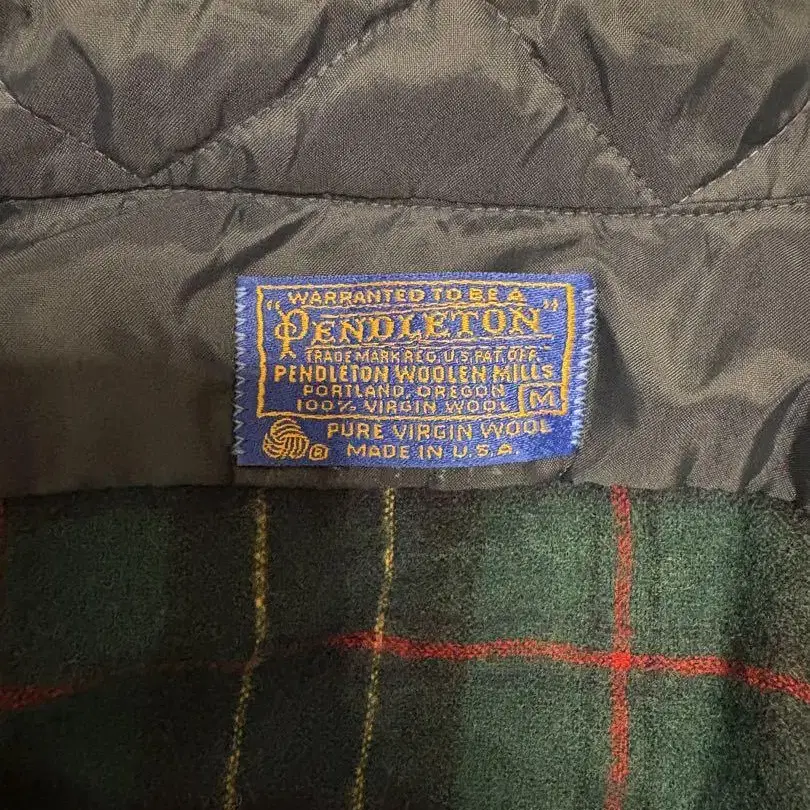 WARRANTED TO BE A
"PENDLETON"
TRADE MARK REG. U.S. PAT. OFF.
PENDLETON WOOLEN MILLS
PORTLAND, OREGON
100% VIRGIN WOOL M
PURE VIRGIN WOOL
® MADE IN U.S.A.